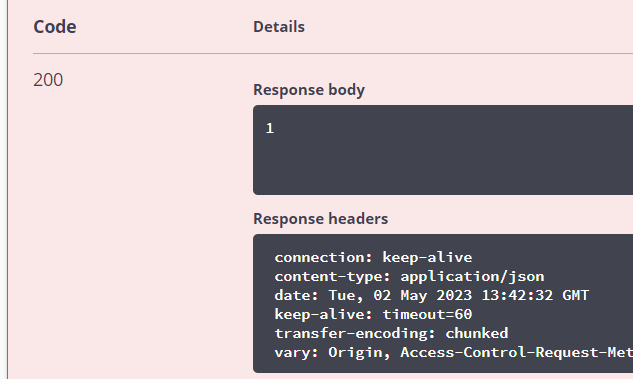 Code Details
200
Response body
1
Response headers
connection: keep-alive
content-type: application/json
date: Tue, 02 May 2023 13:42:32 GMT
keep-alive: timeout=60
transfer-encoding: chunked
vary: Origin, Access-Control-Request-Met